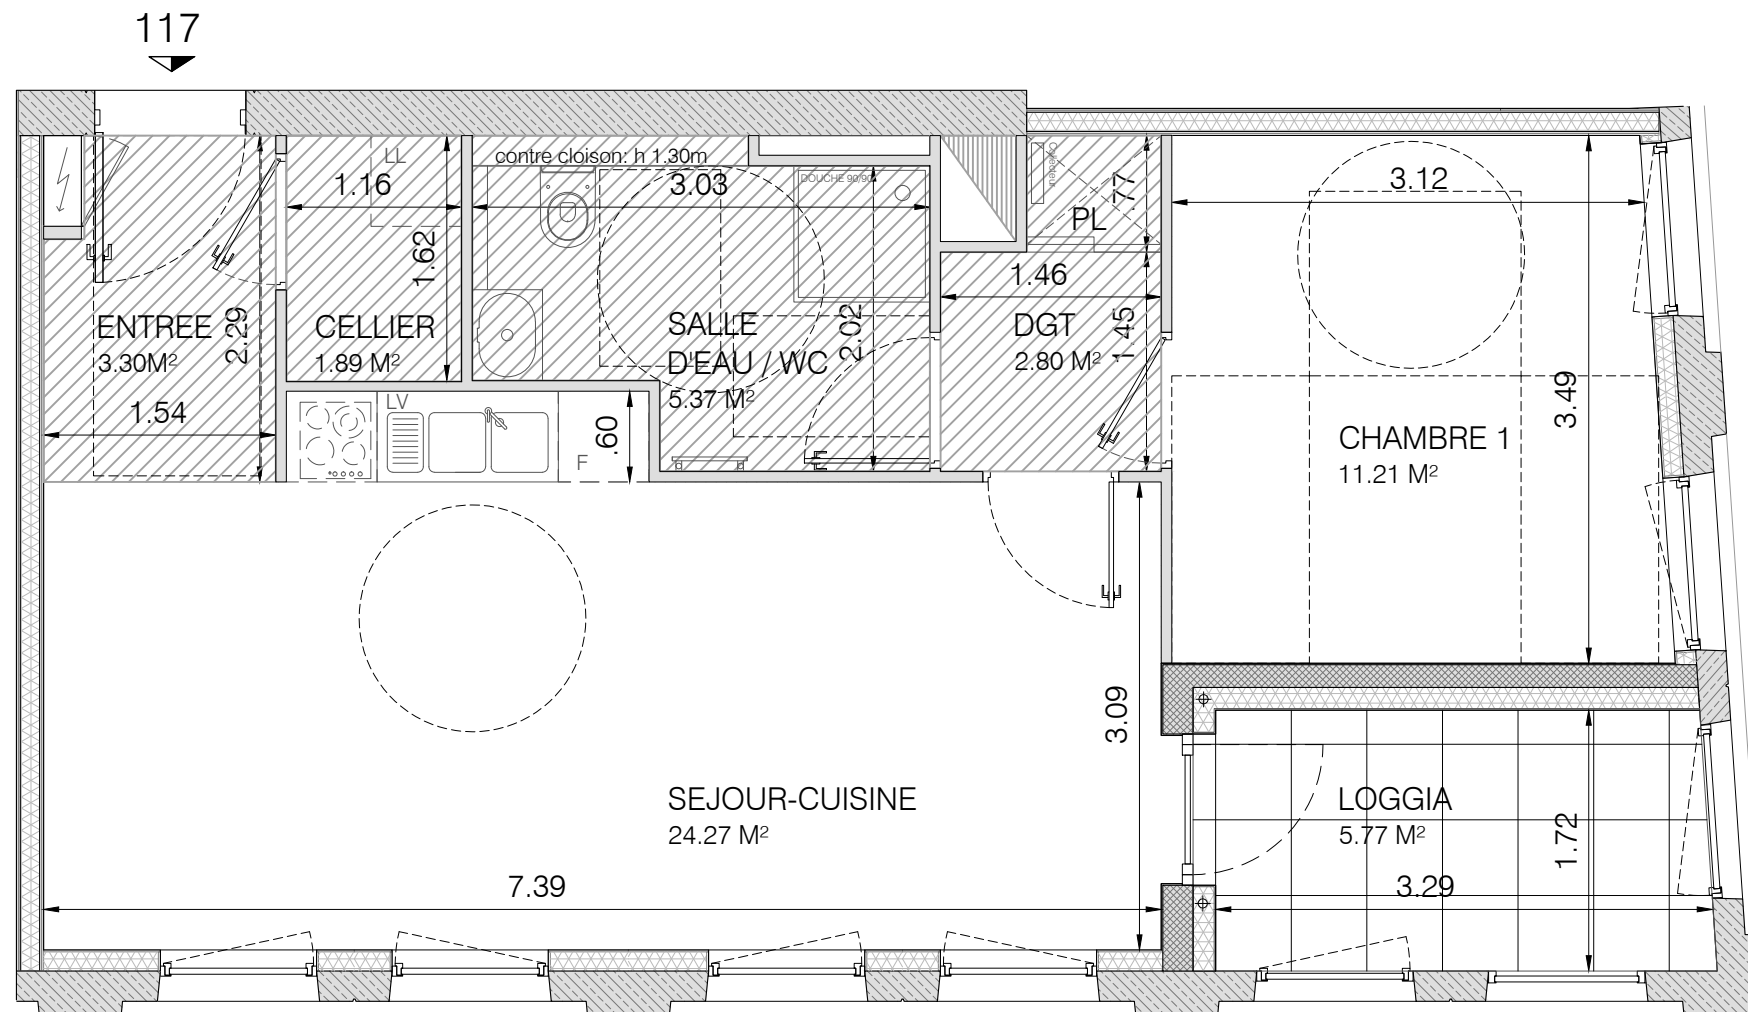 117
contre cloison: h 1.30m
LL
1.16
3.03
DOUCHE 90/90
Collecteur
.77
PL
3.12
1.62
1.46
ENTREE
3.30M²
2.29
CELLIER
1.89 M²
SALLE
D'EAU / WC
5.37 M²
2.02
DGT
2.80 M²
1.45
1.54
LV
F
.60
3.49
CHAMBRE 1
11.21 M²
3.09
SEJOUR-CUISINE
24.27 M²
LOGGIA
5.77 M²
1.72
7.39
3.29